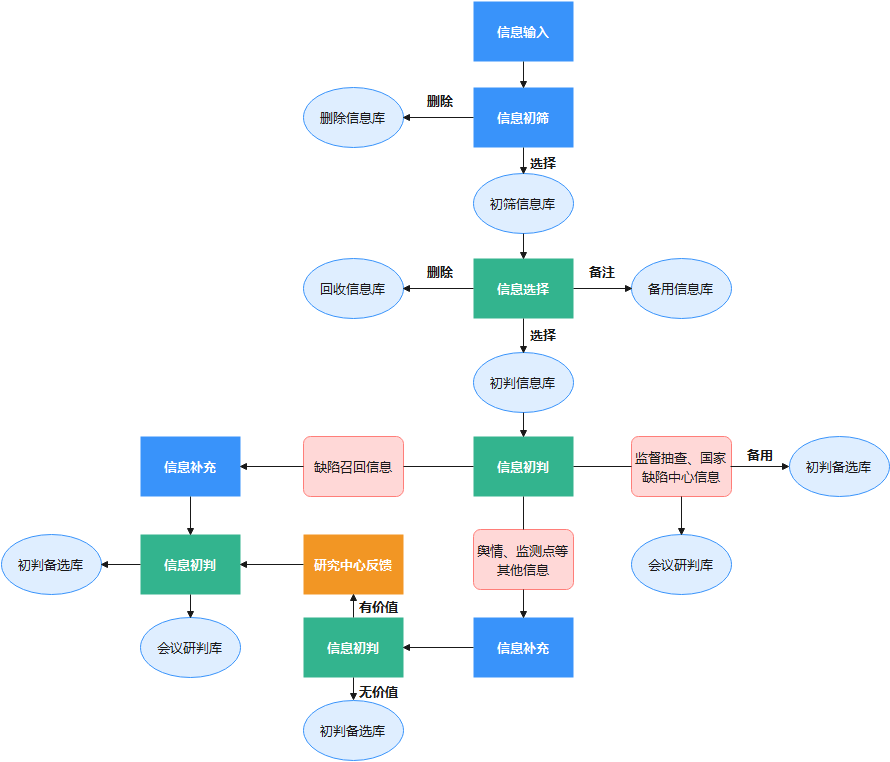 信息输入
删除
删除信息库
信息初筛
选择
初筛信息库
删除
备注
回收信息库
信息选择
备用信息库
选择
初判信息库
信息补充
缺陷召回信息
信息初判
监督抽查、国家
缺陷中心信息
备用
初判备选库
舆情、监测点等
其他信息
初判备选库
信息初判
研究中心反馈
会议研判库
有价值
会议研判库
信息初判
信息补充
无价值
初判备选库